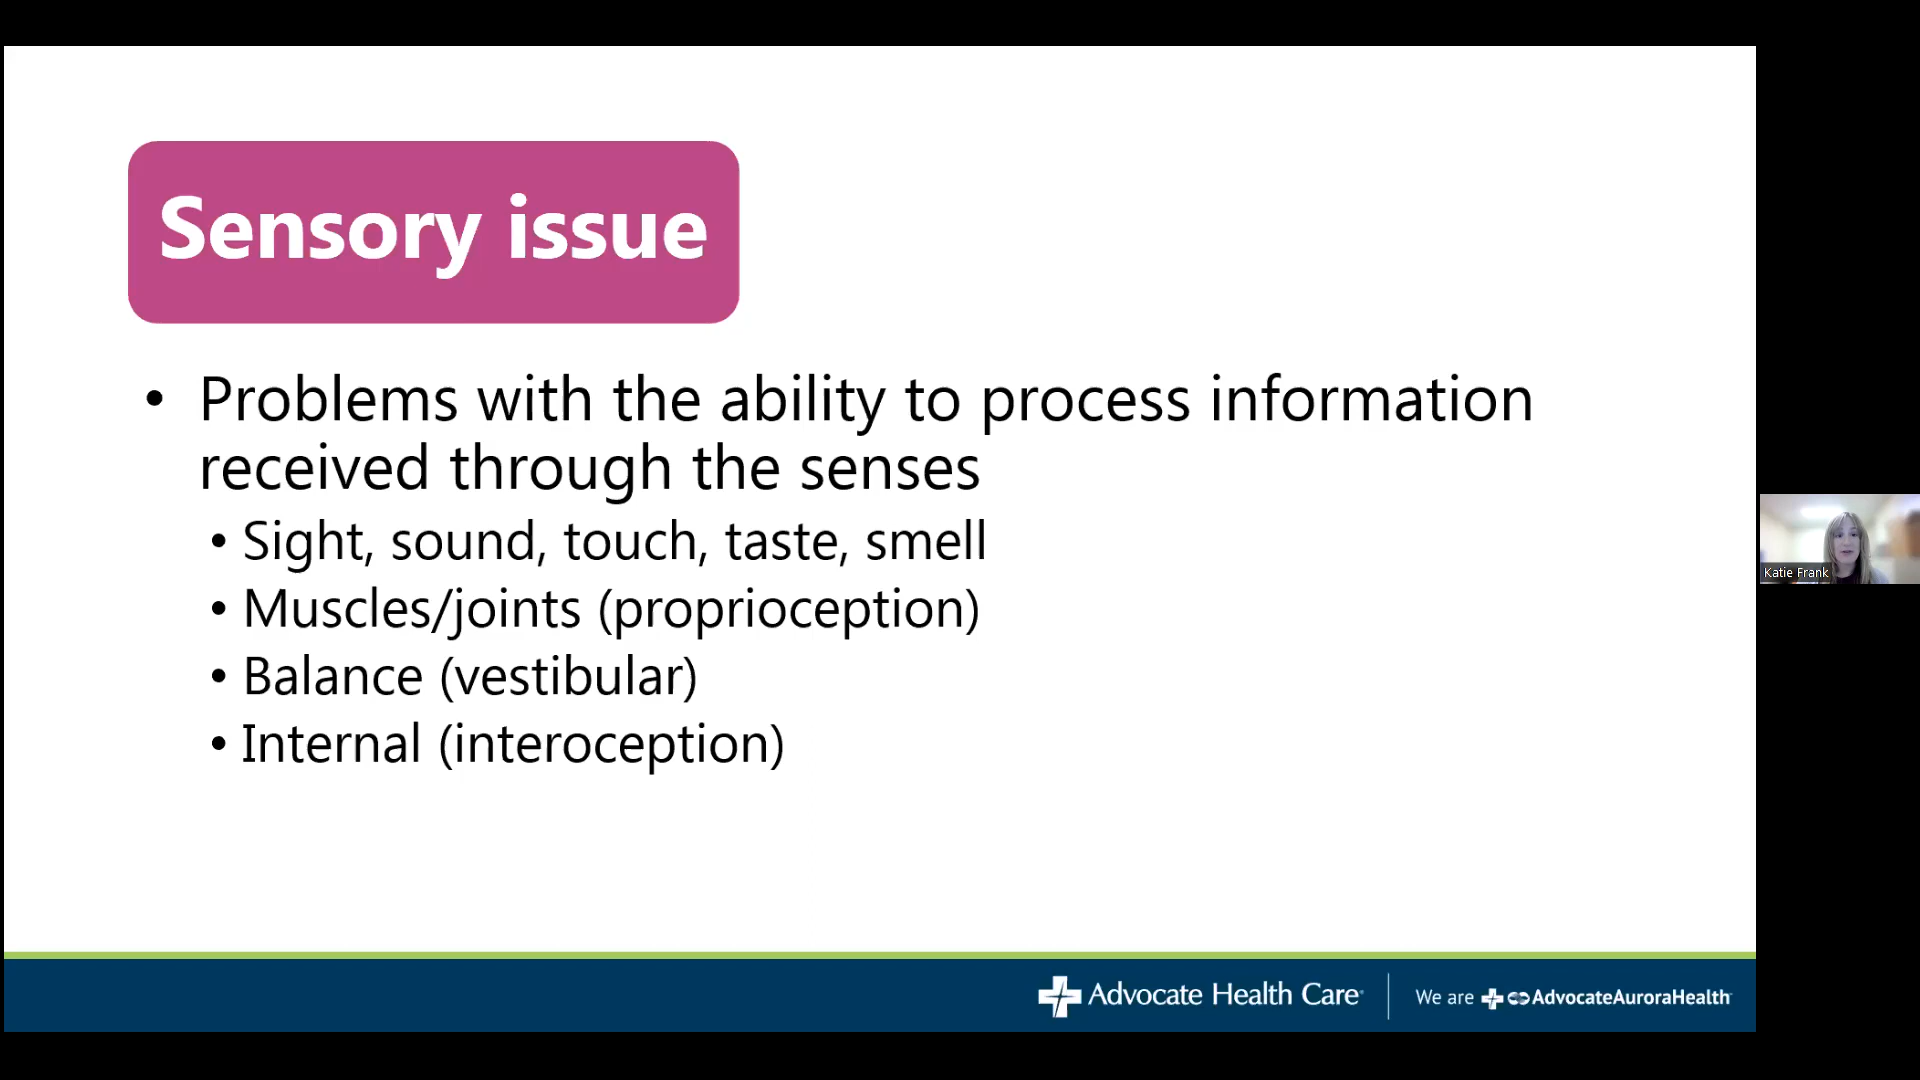 Sensory issue
• Problems with the ability to process information
received through the senses
• Sight, sound, touch, taste, smell
• Muscles/joints (proprioception)
• Balance (vestibular)
• Internal (interoception)
Katie Frank
Advocate Health Care
We are AdvocateAuroraHealth